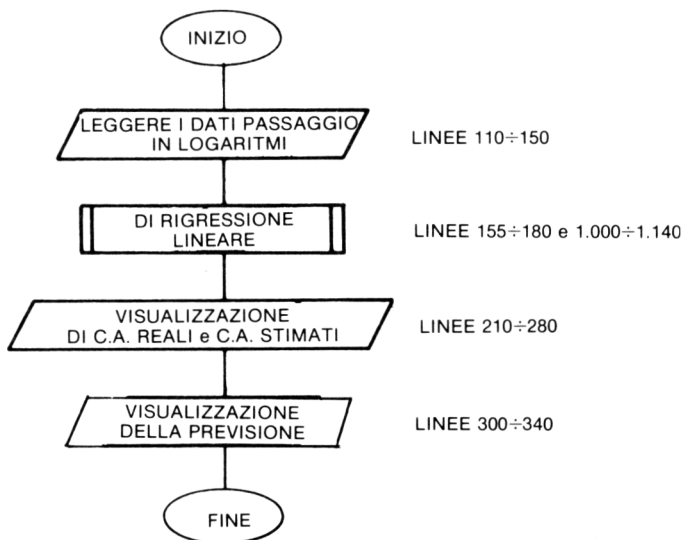 INIZIO
LEGGERE I DATI PASSAGGIO
IN LOGARITMI
LINEE 110÷150
DI RIGRESSIONE
LINEARE
LINEE 155÷180 e 1.000÷1.140
VISUALIZZAZIONE
DI C.A. REALI e C.A. STIMATI
LINEE 210÷280
VISUALIZZAZIONE
DELLA PREVISIONE
LINEE 300÷340
FINE